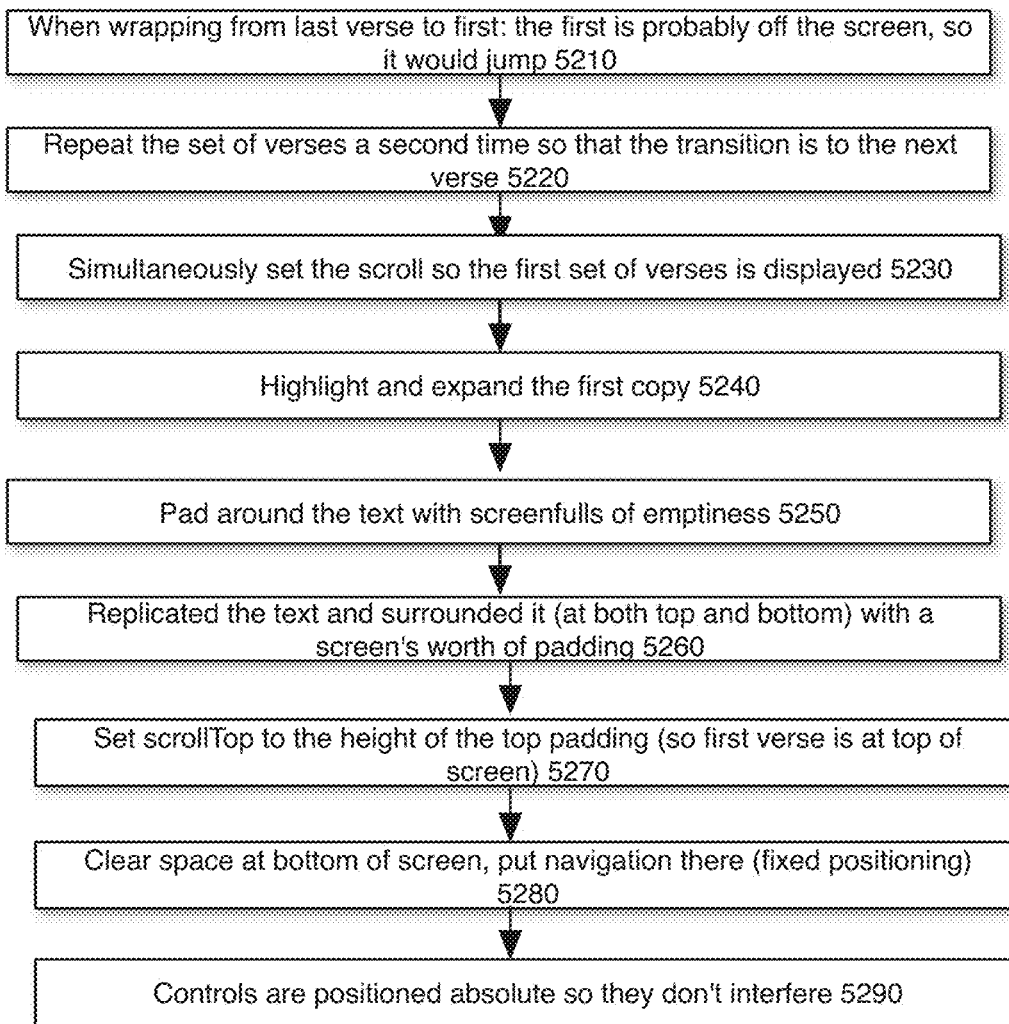 When wrapping from last verse to first: the first is probably off the screen, so
it would jump 5210
Repeat the set of verses a second time so that the transition is to the next
verse 5220
Simultaneously set the scroll so the first set of verses is displayed 5230
Highlight and expand the first copy 5240
Pad around the text with screenfulls of emptiness 5250
Replicated the text and surrounded it (at both top and bottom) with a
screen's worth of padding 5260
Set scrollTop to the height of the top padding (so first verse is at top of
screen) 5270
Clear space at bottom of screen, put navigation there (fixed positioning)
5280
Controls are positioned absolute so they don't interfere 5290